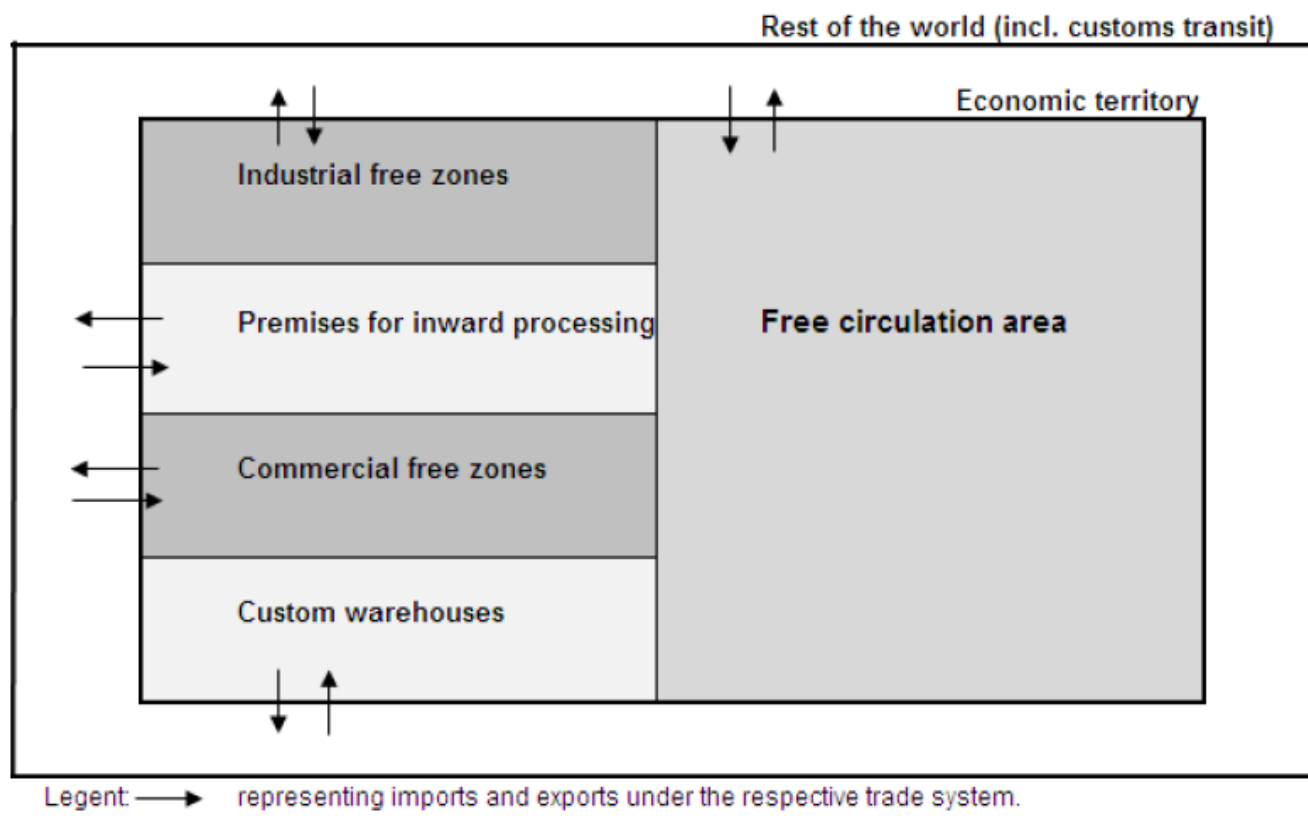 Rest of the world (incl. customs transit)
Economic territory
Industrial free zones
Premises for inward processing
Free circulation area
Commercial free zones
Custom warehouses
Legent: representing imports and exports under the respective trade system.